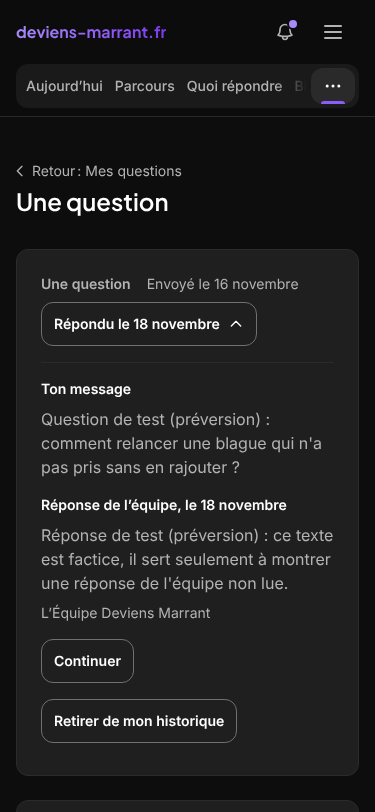 deviens-marrant.fr
Aujourd’hui Parcours Quoi répondre
Retour : Mes questions
Une question
Une question Envoyé le 16 novembre
Répondu le 18 novembre
Ton message
Question de test (préversion) :
comment relancer une blague qui n'a
pas pris sans en rajouter ?
Réponse de l’équipe, le 18 novembre
Réponse de test (préversion) : ce texte
est factice, il sert seulement à montrer
une réponse de l'équipe non lue.
L’Équipe Deviens Marrant
Continuer
Retirer de mon historique